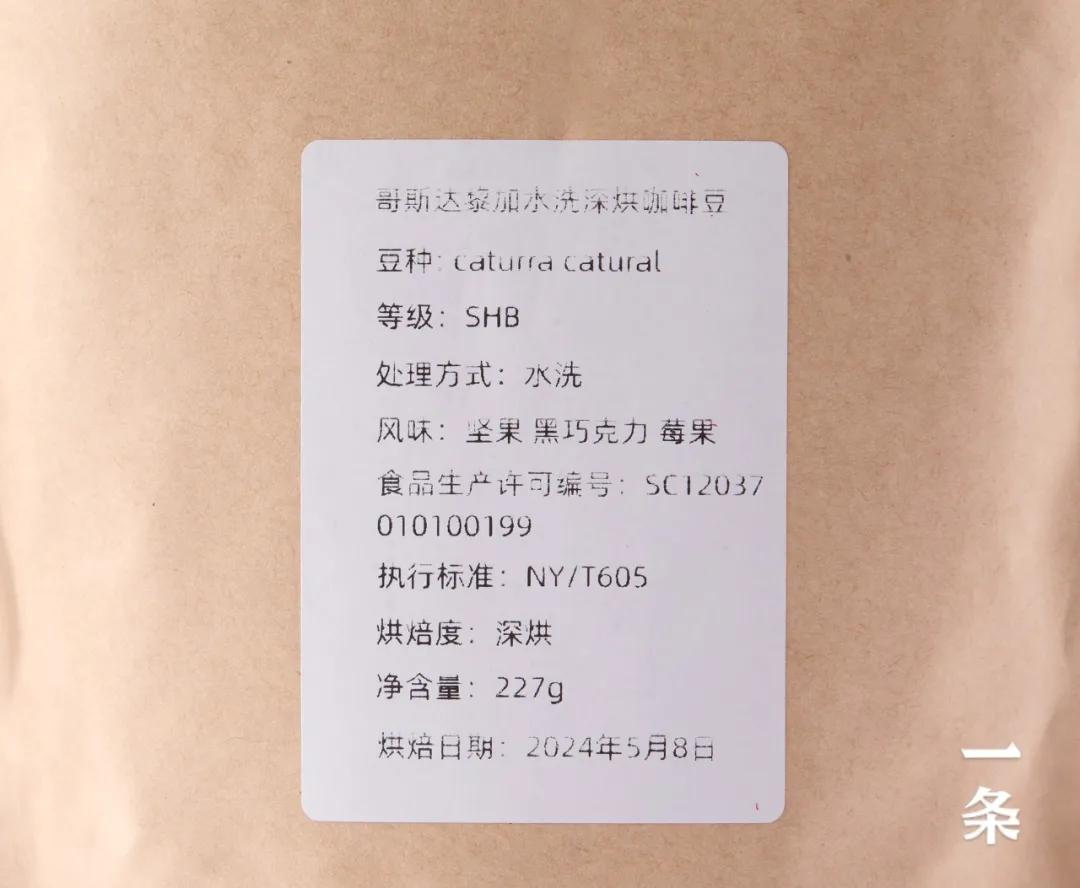 哥斯达黎加水洗深烘咖啡豆
豆种: caturra catural
等级：SHB
处理方式：水洗
风味：坚果 黑巧克力 莓果
食品生产许可编号：SC12037
010100199
执行标准：NY/T605
烘焙度：深烘
净含量：227g
烘焙日期：2024年5月8日
一条